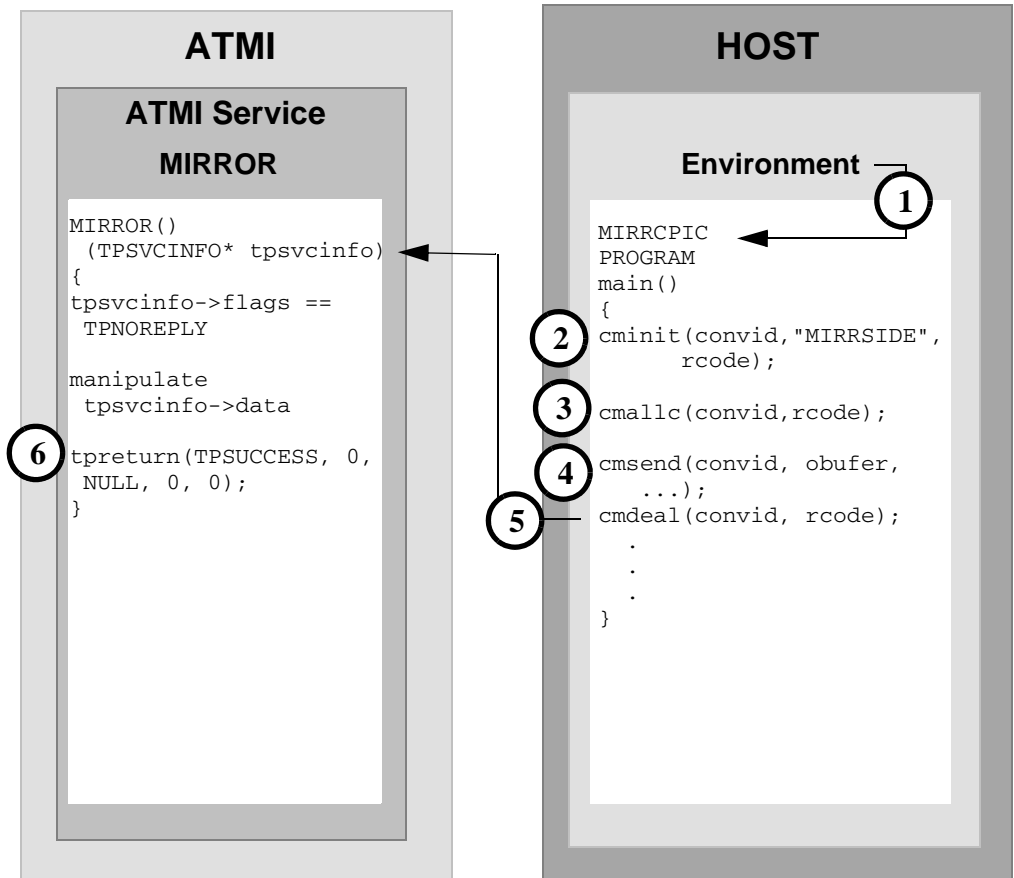 ATMI
ATMI Service
MIRROR
MIRROR()
(TPSVCINFO* tpsvcinfo)
{
tpsvcinfo->flags ==
TPNOREPLY
manipulate
tpsvcinfo->data
6
tpreturn(TPSUCCESS, 0,
NULL, 0, 0);
}
HOST
Environment
1
MIRRCPIC
PROGRAM
main()
{
2
cminit(convid,"MIRRSIDE",
rcode);
3
cmallc(convid,rcode);
4
cmsend(convid, obufer,
...);
5
cmdeal(convid, rcode);
.
.
.
}